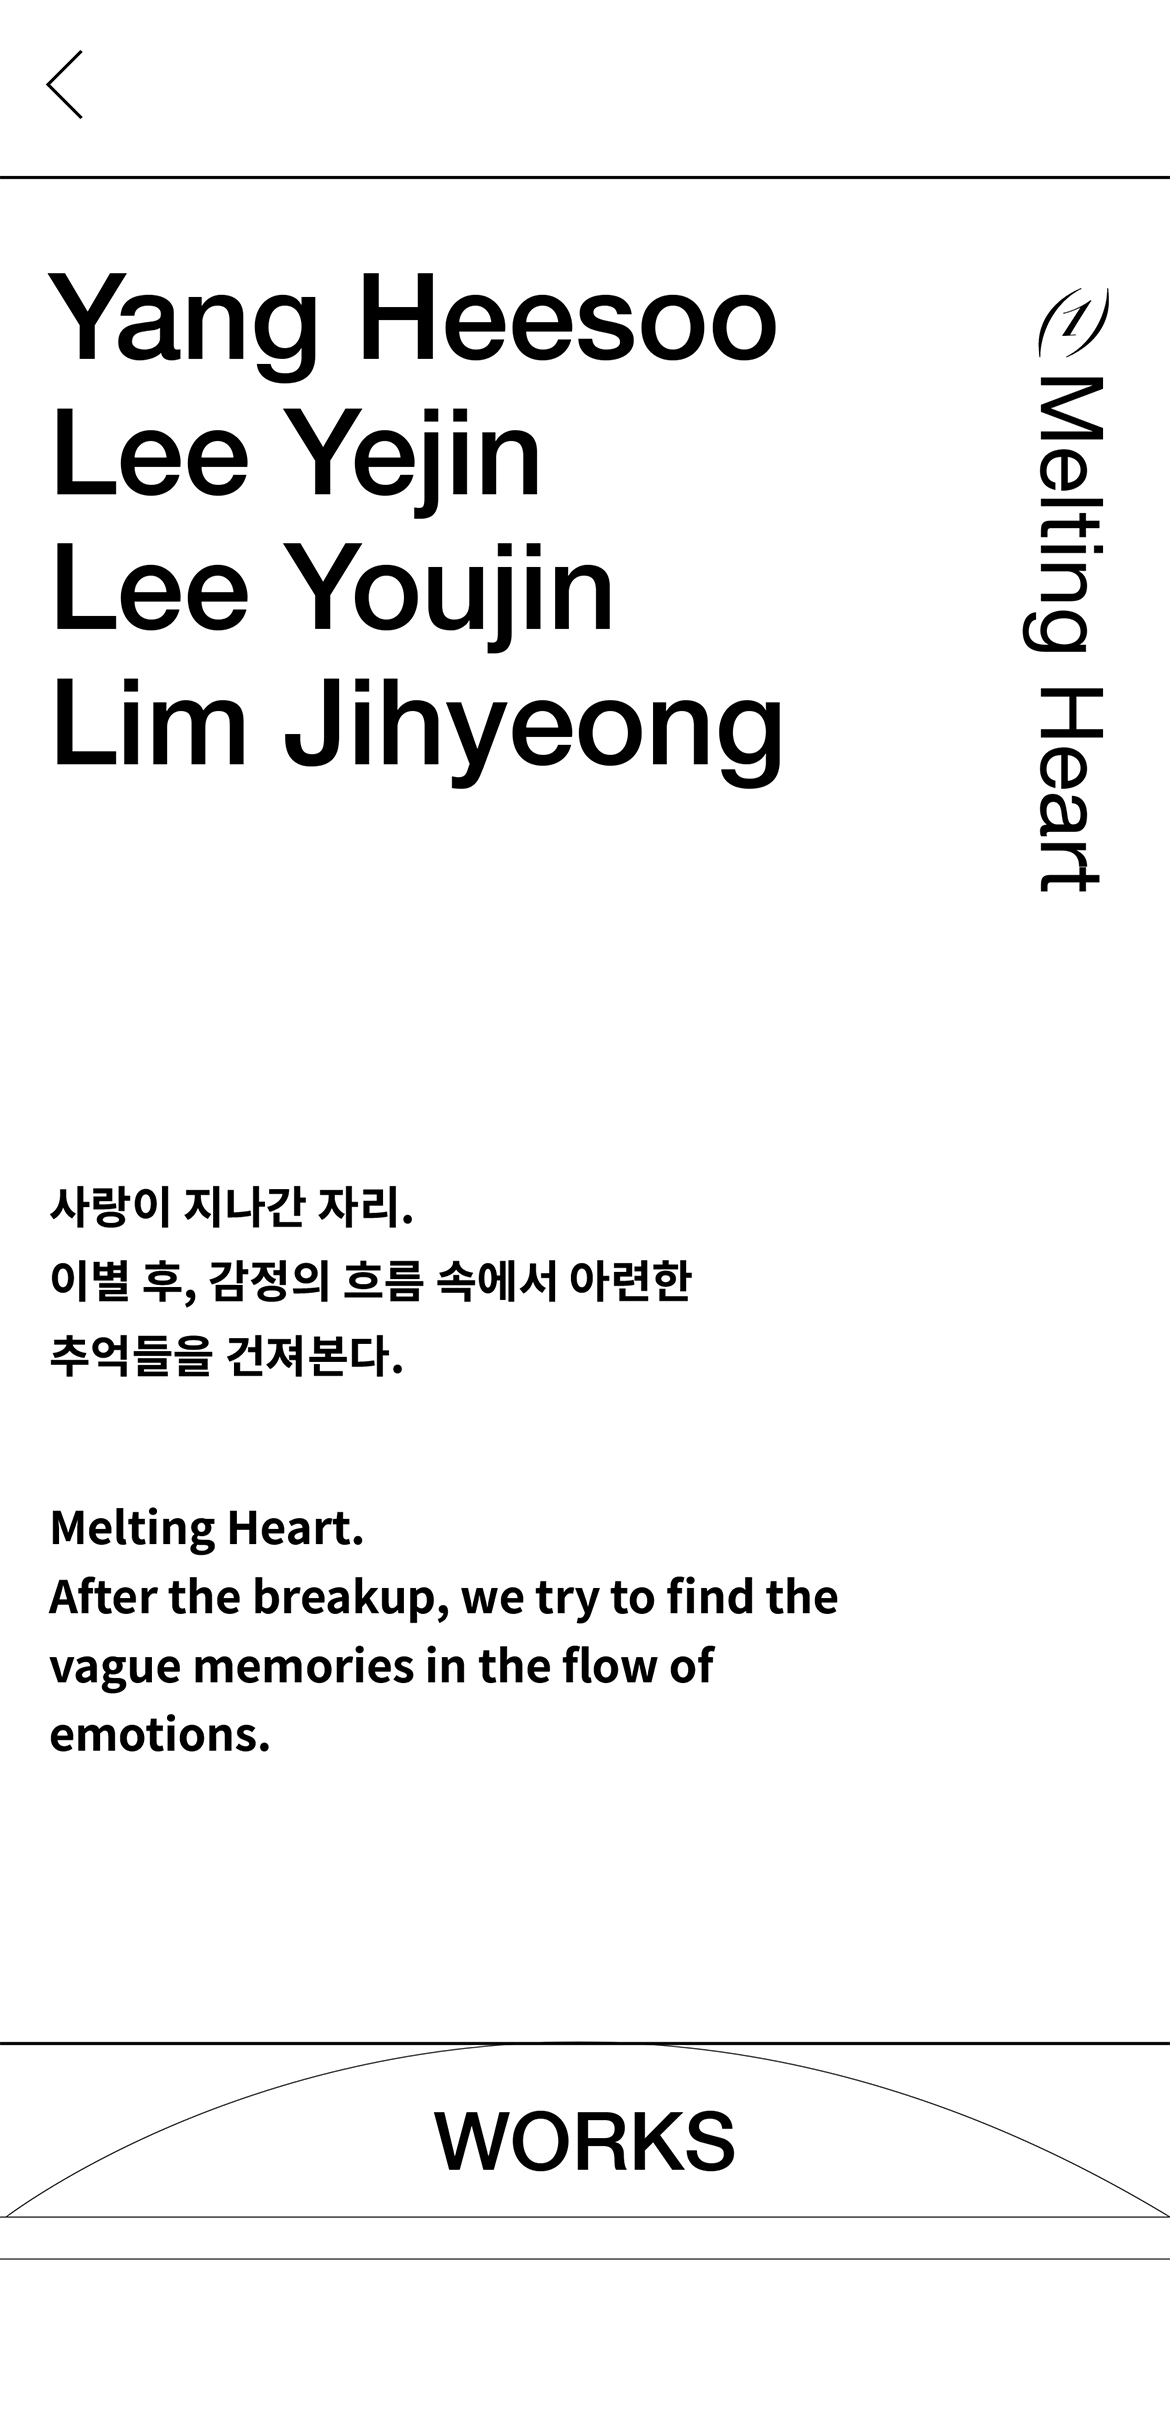 Yang Heesoo
Lee Yejin
Lee Youjin
Lim Jihyeong
(1) Melting Heart
사랑이 지나간 자리.
이별 후, 감정의 흐름 속에서 아련한
추억들을 건져본다.
Melting Heart.
After the breakup, we try to find the
vague memories in the flow of
emotions.
WORKS